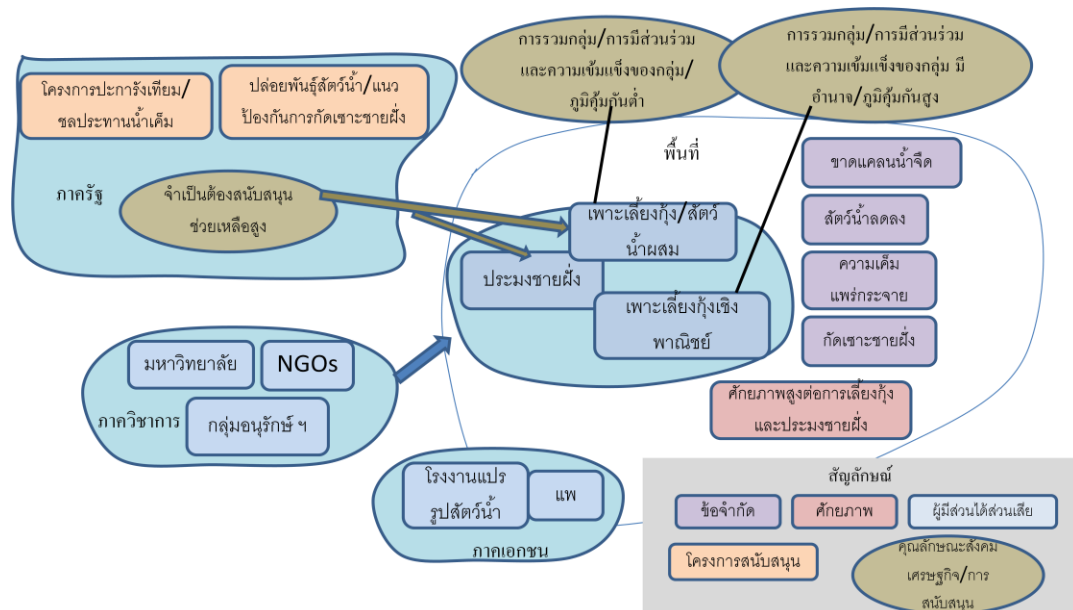 การรวมกลุ่ม/การมีส่วนร่วม
และความเข้มแข็งของกลุ่ม/
ภูมิคุ้มกันต่ำ
การรวมกลุ่ม/การมีส่วนร่วม
และความเข้มแข็งของกลุ่ม มี
อำนาจ/ภูมิคุ้มกันสูง
โครงการปะการังเทียม/
ชลประทานน้ำเค็ม
ปล่อยพันธุ์สัตว์น้ำ/แนว
ป้องกันการกัดเซาะชายฝั่ง
ภาครัฐ
จำเป็นต้องสนับสนุน
ช่วยเหลือสูง
พื้นที่
เพาะเลี้ยงกุ้ง/สัตว์
น้ำผสม
ประมงชายฝั่ง
เพาะเลี้ยงกุ้งเชิง
พาณิชย์
ขาดแคลนน้ำจืด
สัตว์น้ำลดลง
ความเค็ม
แพร่กระจาย
กัดเซาะชายฝั่ง
ศักยภาพสูงต่อการเลี้ยงกุ้ง
และประมงชายฝั่ง
มหาวิทยาลัย
NGOs
ภาควิชาการ
กลุ่มอนุรักษ์ ฯ
โรงงานแปร
รูปสัตว์น้ำ
แพ
ภาคเอกชน
สัญลักษณ์
ข้อจำกัด
ศักยภาพ
ผู้มีส่วนได้ส่วนเสีย
โครงการสนับสนุน
คุณลักษณะสังคม
เศรษฐกิจ/การ
สนับสนุน